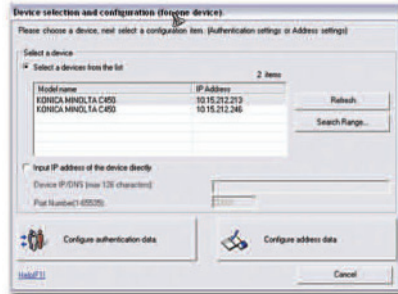 Device selection and configuration (for one device).
Please choose a device, next select a configuration item. (Authentication settings or Address settings)
Select a device
Select a devices from the list
2 items
Model name IP Address
KONICA MINOLTA C450 10.15.212.213
KONICA MINOLTA C450 10.15.212.246
Refresh
Search Range...
Input IP address of the device directly
Device IP/DNS (max 128 characters):
Port Number(1-65535):
Configure authentication data
Configure address data
Help(F1)
Cancel